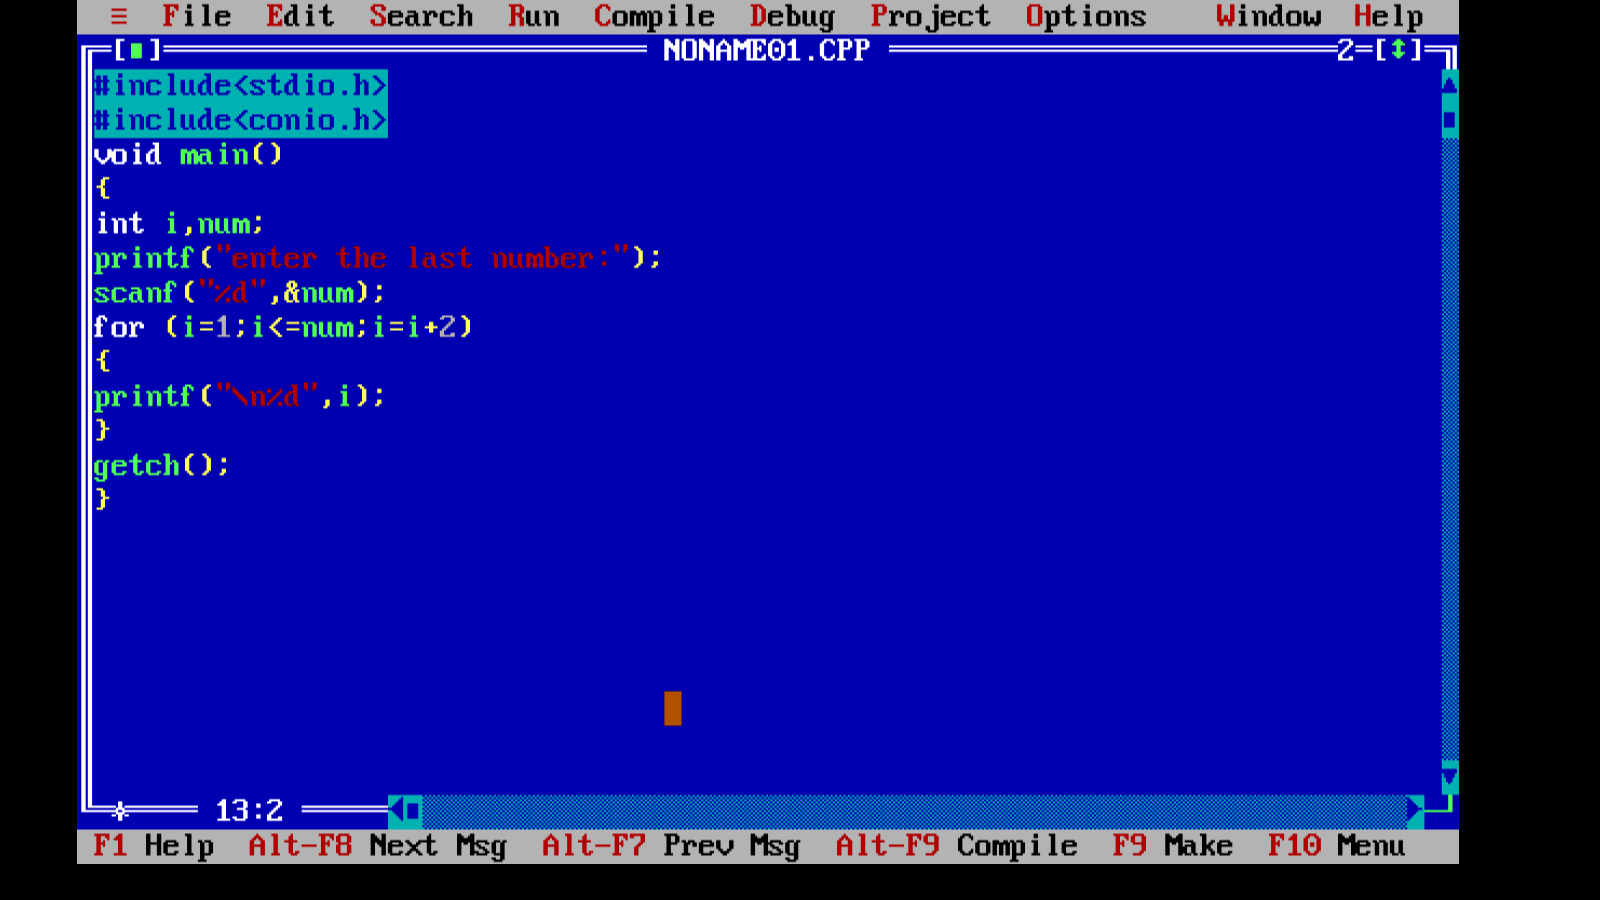 ≡ File Edit Search Run Compile Debug Project Options Window Help
[■] NONAME01.CPP 2=[↕]
#include<stdio.h>
#include<conio.h>
void main()
{
int i,num;
printf("enter the last number:");
scanf("%d",&num);
for (i=1;i<=num;i=i+2)
{
printf("\n%d",i);
}
getch();
}
13:2
F1 Help Alt-F8 Next Msg Alt-F7 Prev Msg Alt-F9 Compile F9 Make F10 Menu